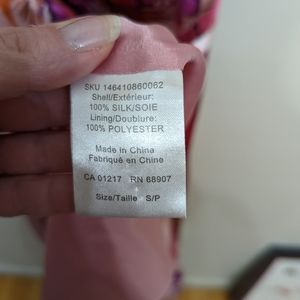 SKU 146410860062
Shell/Extérieur:
100% SILK/SOIE
Lining/Doublure:
100% POLYESTER
Made in China
Fabriqué en Chine
CA 01217 RN 68907
Size/Taille S/P